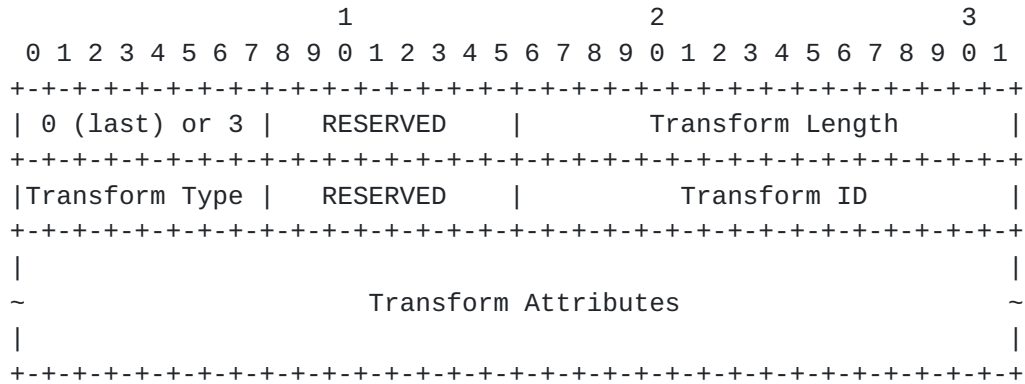 1                   2                   3
 0 1 2 3 4 5 6 7 8 9 0 1 2 3 4 5 6 7 8 9 0 1 2 3 4 5 6 7 8 9 0 1
+-+-+-+-+-+-+-+-+-+-+-+-+-+-+-+-+-+-+-+-+-+-+-+-+-+-+-+-+-+-+-+-+
| 0 (last) or 3 |   RESERVED    |        Transform Length       |
+-+-+-+-+-+-+-+-+-+-+-+-+-+-+-+-+-+-+-+-+-+-+-+-+-+-+-+-+-+-+-+-+
|Transform Type |   RESERVED    |          Transform ID         |
+-+-+-+-+-+-+-+-+-+-+-+-+-+-+-+-+-+-+-+-+-+-+-+-+-+-+-+-+-+-+-+-+
|                                                               |
~                      Transform Attributes                     ~
|                                                               |
+-+-+-+-+-+-+-+-+-+-+-+-+-+-+-+-+-+-+-+-+-+-+-+-+-+-+-+-+-+-+-+-+